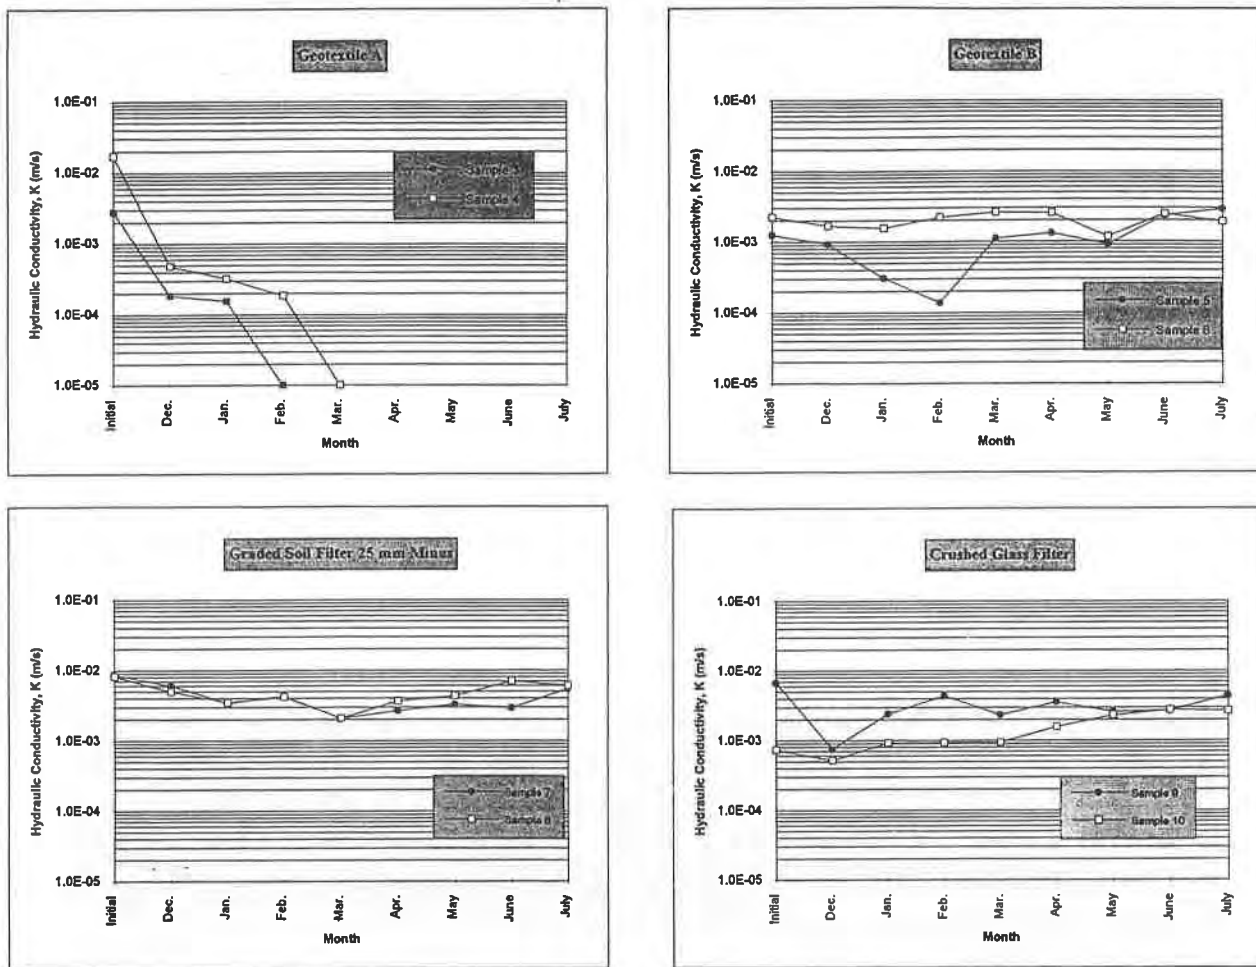 Geotextile A
1.0E-01
1.0E-02
1.0E-03
1.0E-04
1.0E-05
Hydraulic Conductivity, K (m/s)
Sample 3
Sample 4
Initial
Dec.
Jan.
Feb.
Mar.
Apr.
May
June
July
Month
Geotextile B
1.0E-01
1.0E-02
1.0E-03
1.0E-04
1.0E-05
Hydraulic Conductivity, K (m/s)
Sample 5
Sample 6
Initial
Dec.
Jan.
Feb.
Mar.
Apr.
May
June
July
Month
Graded Soil Filter 25 mm Minus
1.0E-01
1.0E-02
1.0E-03
1.0E-04
1.0E-05
Hydraulic Conductivity, K (m/s)
Sample 7
Sample 8
Initial
Dec.
Jan.
Feb.
Mar.
Apr.
May
June
July
Month
Crushed Glass Filter
1.0E-01
1.0E-02
1.0E-03
1.0E-04
1.0E-05
Hydraulic Conductivity, K (m/s)
Sample 9
Sample 10
Initial
Dec.
Jan.
Feb.
Mar.
Apr.
May
June
July
Month